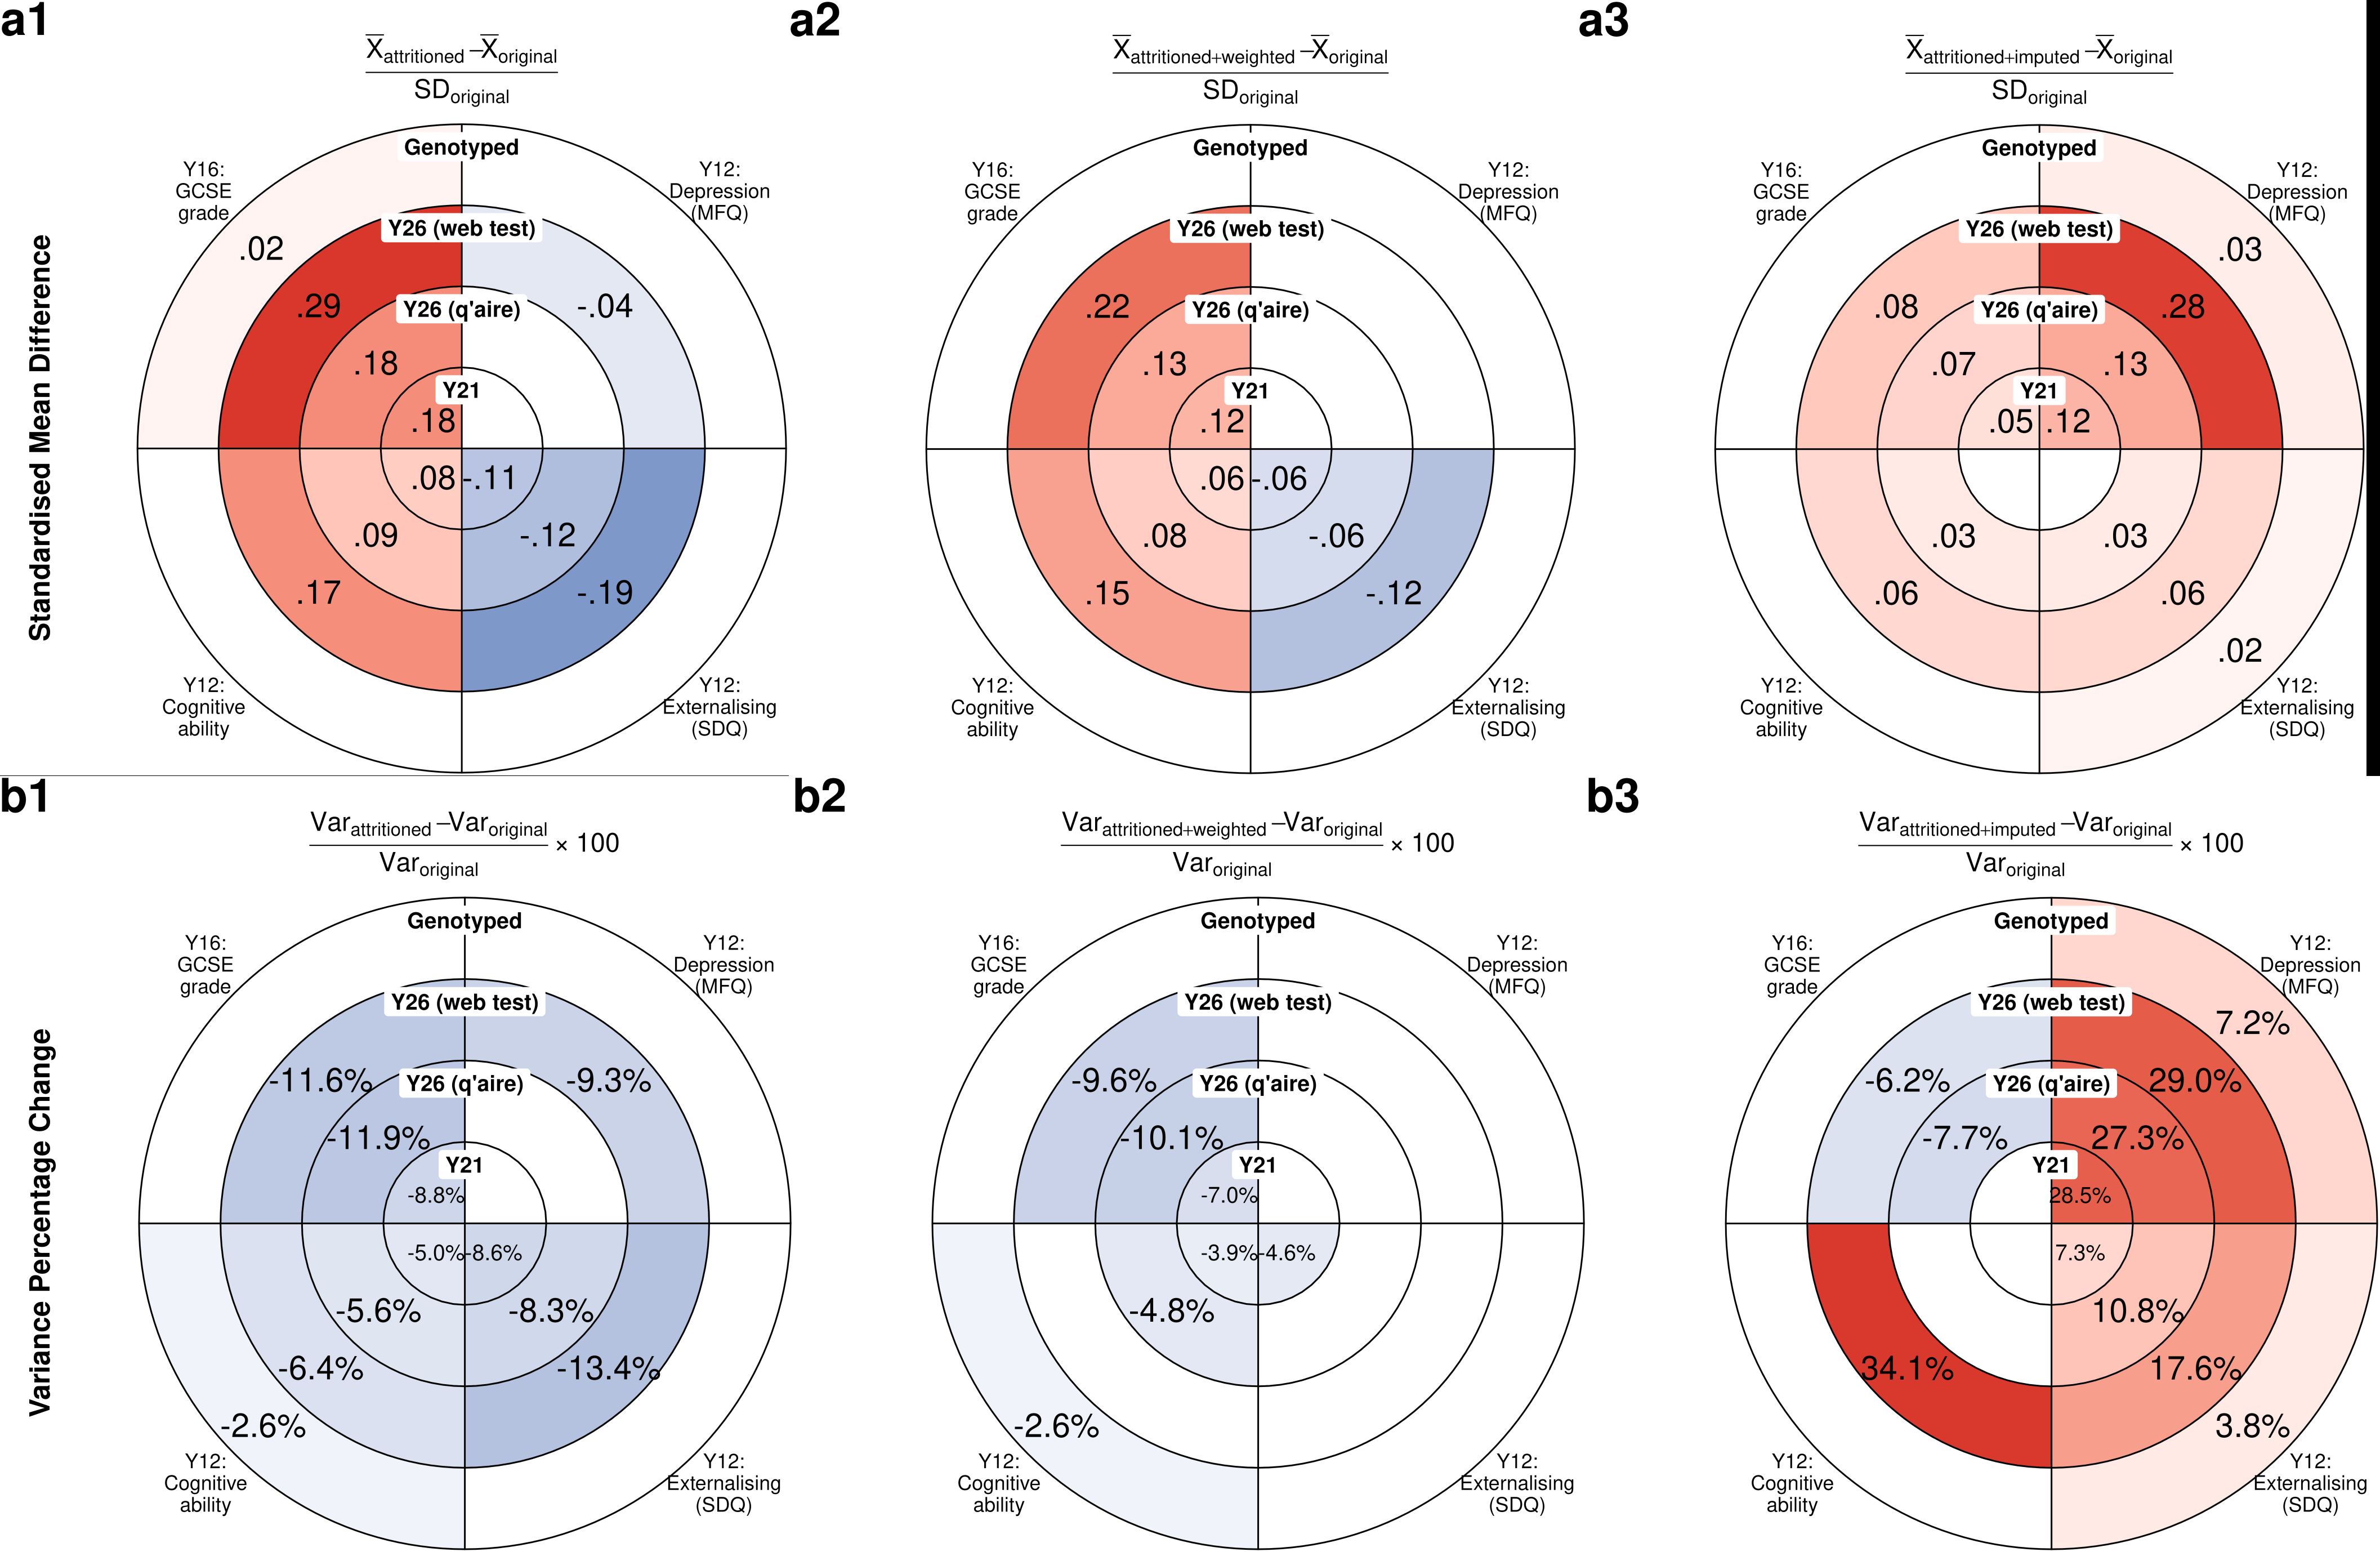 a1
X̅attritioned –X̅original
SDoriginal
Genotyped
Y16:
GCSE
grade
Y12:
Depression
(MFQ)
.02
Y26 (web test)
.29
-.04
Y26 (q'aire)
.18
Y21
.18
.08
-.11
.09
-.12
.17
-.19
Y12:
Cognitive
ability
Y12:
Externalising
(SDQ)
Standardised Mean Difference
a2
X̅attritioned+weighted –X̅original
SDoriginal
Genotyped
Y16:
GCSE
grade
Y12:
Depression
(MFQ)
Y26 (web test)
.22
Y26 (q'aire)
.13
Y21
.12
.06
-.06
.08
-.06
.15
-.12
Y12:
Cognitive
ability
Y12:
Externalising
(SDQ)
a3
X̅attritioned+imputed –X̅original
SDoriginal
Genotyped
Y16:
GCSE
grade
Y12:
Depression
(MFQ)
.03
Y26 (web test)
.08
.28
Y26 (q'aire)
.07
.13
Y21
.05
.12
.03
.03
.06
.06
.02
Y12:
Cognitive
ability
Y12:
Externalising
(SDQ)
b1
Varattritioned –Varoriginal
Varoriginal
× 100
Genotyped
Y16:
GCSE
grade
Y12:
Depression
(MFQ)
Y26 (web test)
-11.6%
-9.3%
Y26 (q'aire)
-11.9%
Y21
-8.8%
-5.0%
-8.6%
-5.6%
-8.3%
-6.4%
-13.4%
-2.6%
Y12:
Cognitive
ability
Y12:
Externalising
(SDQ)
Variance Percentage Change
b2
Varattritioned+weighted –Varoriginal
Varoriginal
× 100
Genotyped
Y16:
GCSE
grade
Y12:
Depression
(MFQ)
Y26 (web test)
-9.6%
Y26 (q'aire)
-10.1%
Y21
-7.0%
-3.9%
-4.6%
-4.8%
-2.6%
Y12:
Cognitive
ability
Y12:
Externalising
(SDQ)
b3
Varattritioned+imputed –Varoriginal
Varoriginal
× 100
Genotyped
Y16:
GCSE
grade
Y12:
Depression
(MFQ)
7.2%
Y26 (web test)
-6.2%
29.0%
Y26 (q'aire)
-7.7%
27.3%
Y21
28.5%
7.3%
10.8%
34.1%
17.6%
3.8%
Y12:
Cognitive
ability
Y12:
Externalising
(SDQ)